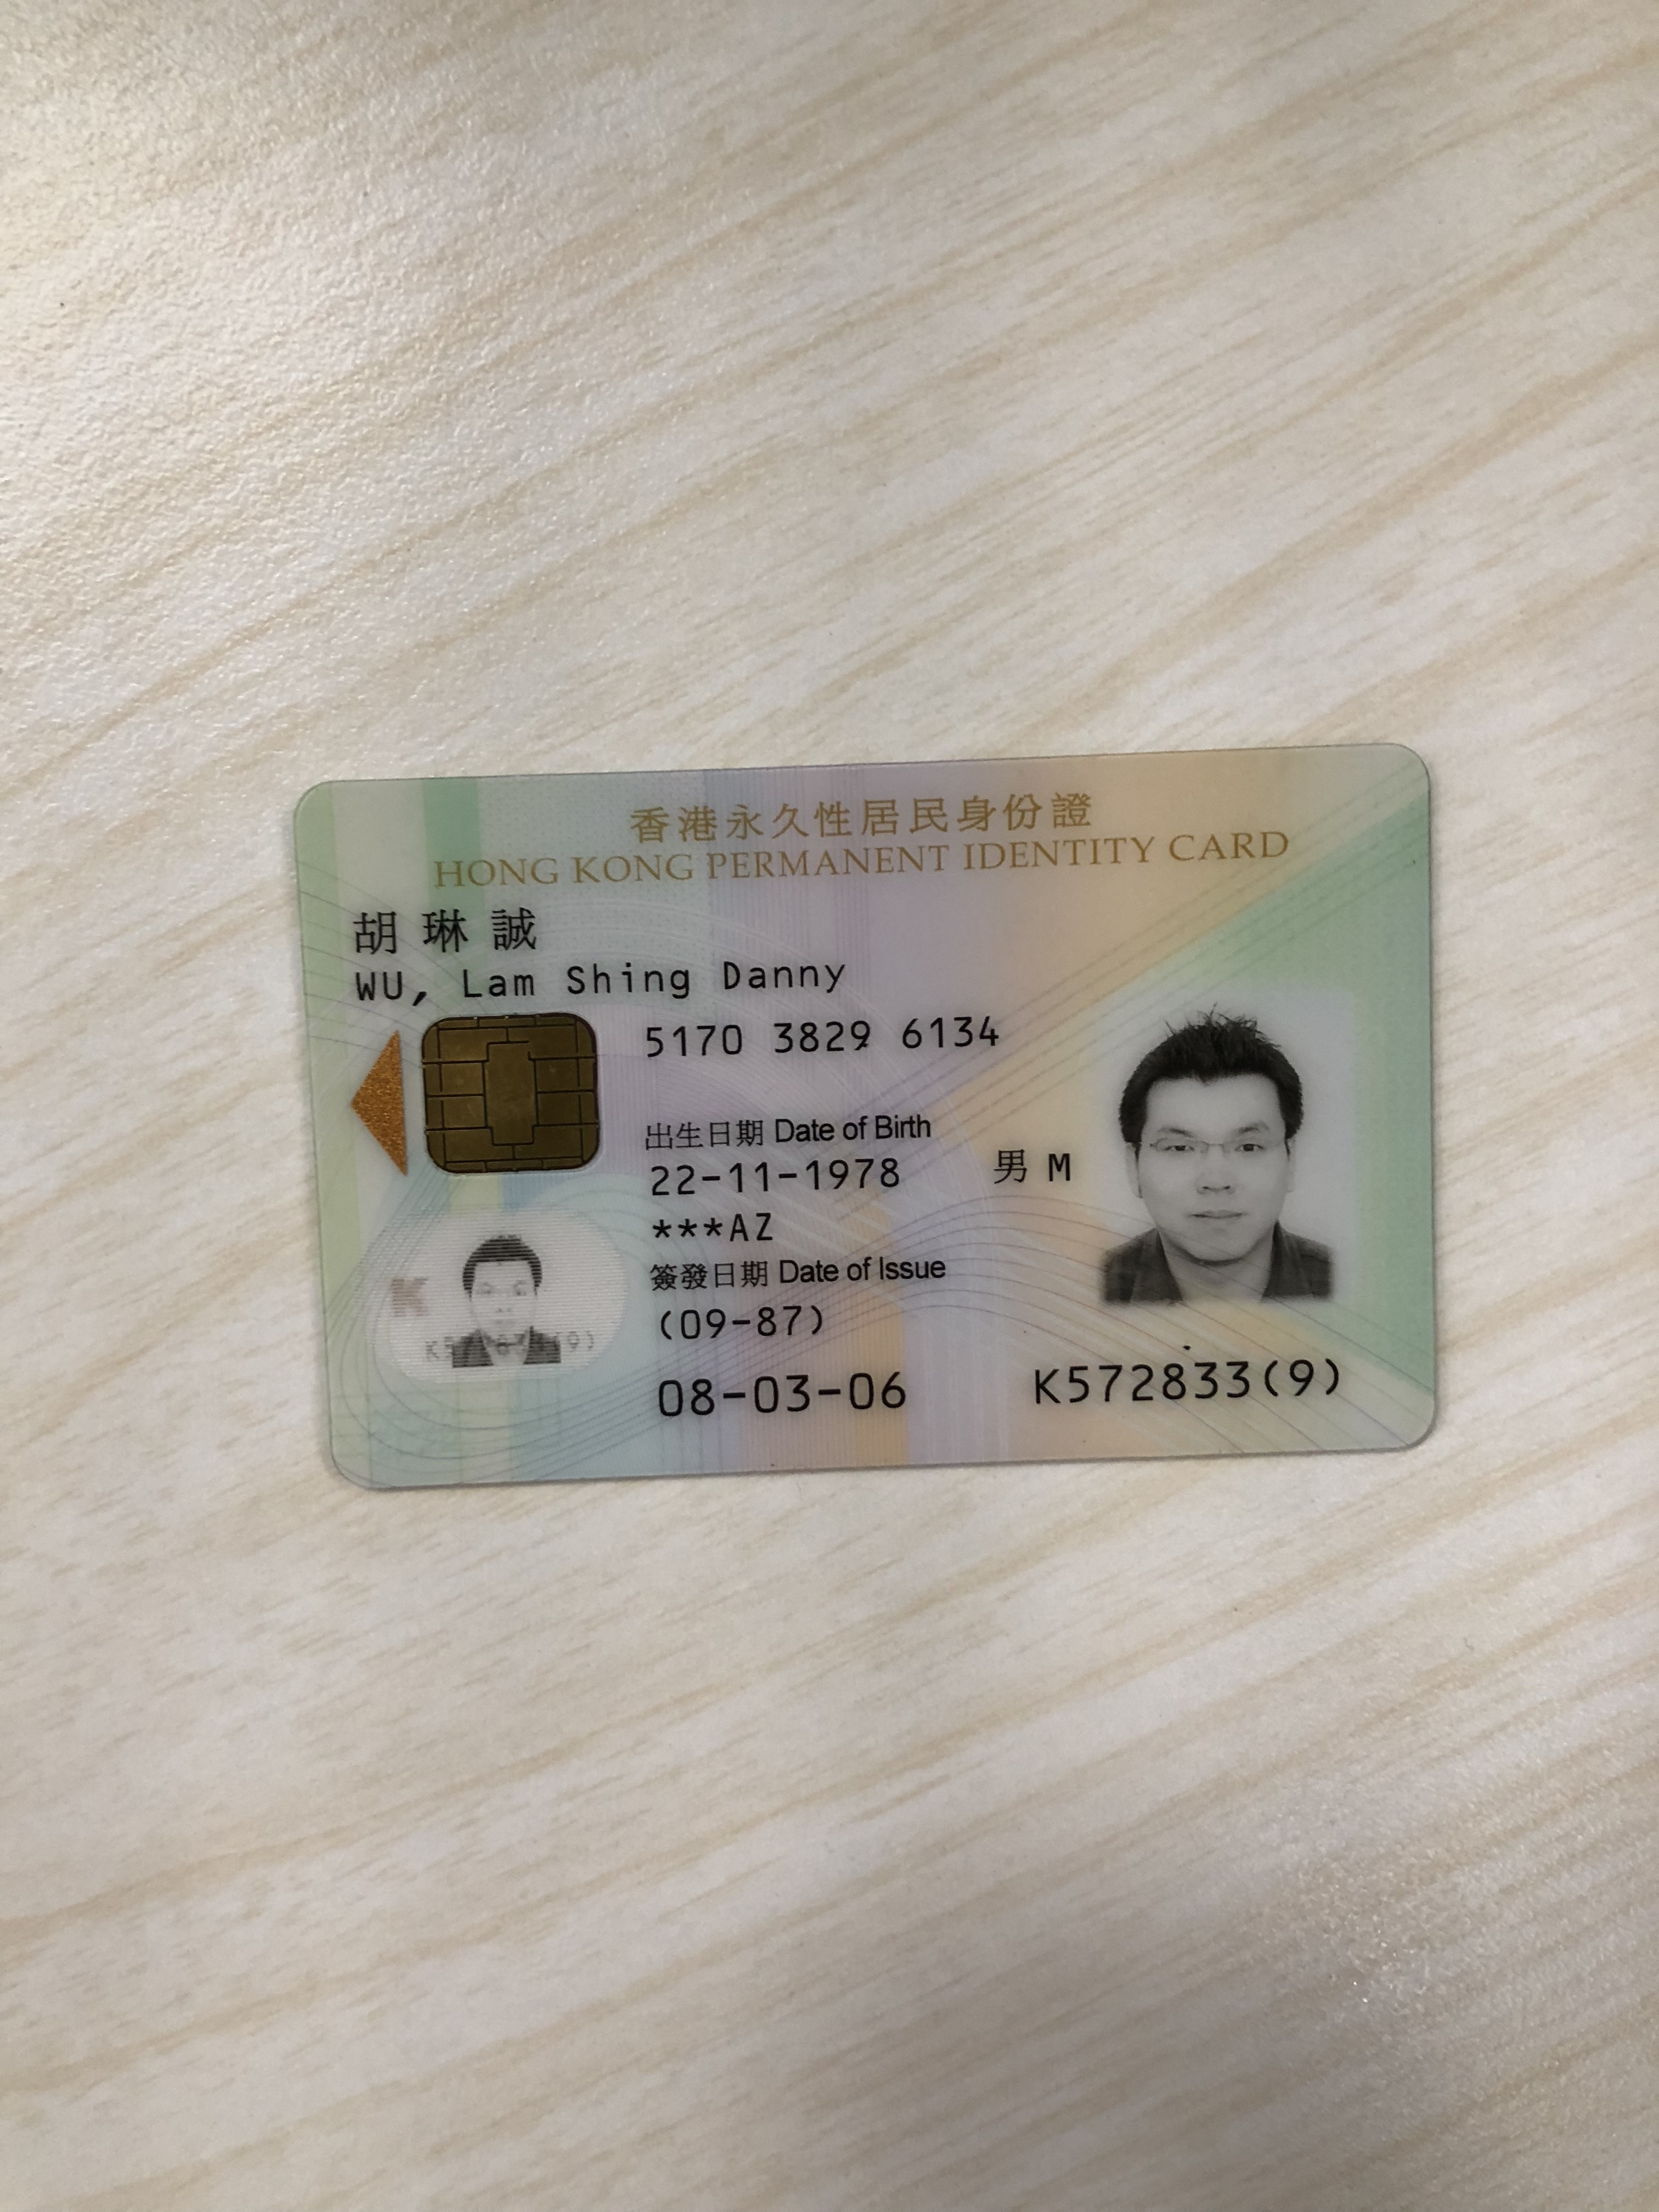 香港永久性居民身份證
HONG KONG PERMANENT IDENTITY CARD
胡琳誠
WU, Lam Shing Danny
5170 3829 6134
出生日期 Date of Birth
22-11-1978
男 M
***AZ
簽發日期 Date of Issue
(09-87)
08-03-06
K572833(9)
K